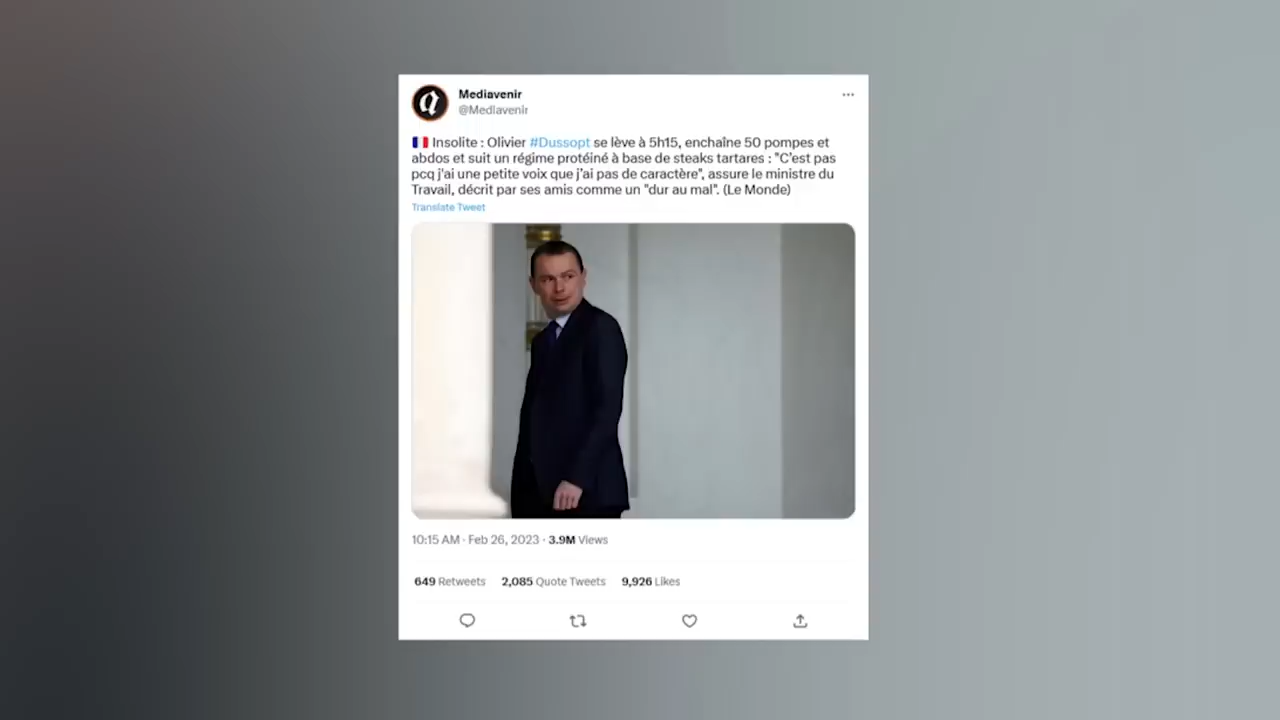 Mediavenir
@Mediavenir
🇫🇷 Insolite : Olivier #Dussopt se lève à 5h15, enchaîne 50 pompes et
abdos et suit un régime protéiné à base de steaks tartares : "C'est pas
pcq j'ai une petite voix que j'ai pas de caractère", assure le ministre du
Travail, décrit par ses amis comme un "dur au mal". (Le Monde)
Translate Tweet
10:15 AM · Feb 26, 2023 · 3.9M Views
649 Retweets 2,085 Quote Tweets 9,926 Likes